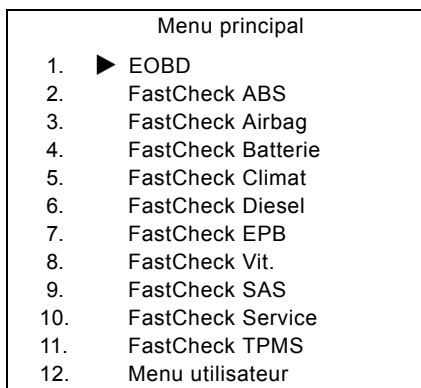 Menu principal
1. ▶ EOBD
2. FastCheck ABS
3. FastCheck Airbag
4. FastCheck Batterie
5. FastCheck Climat
6. FastCheck Diesel
7. FastCheck EPB
8. FastCheck Vit.
9. FastCheck SAS
10. FastCheck Service
11. FastCheck TPMS
12. Menu utilisateur